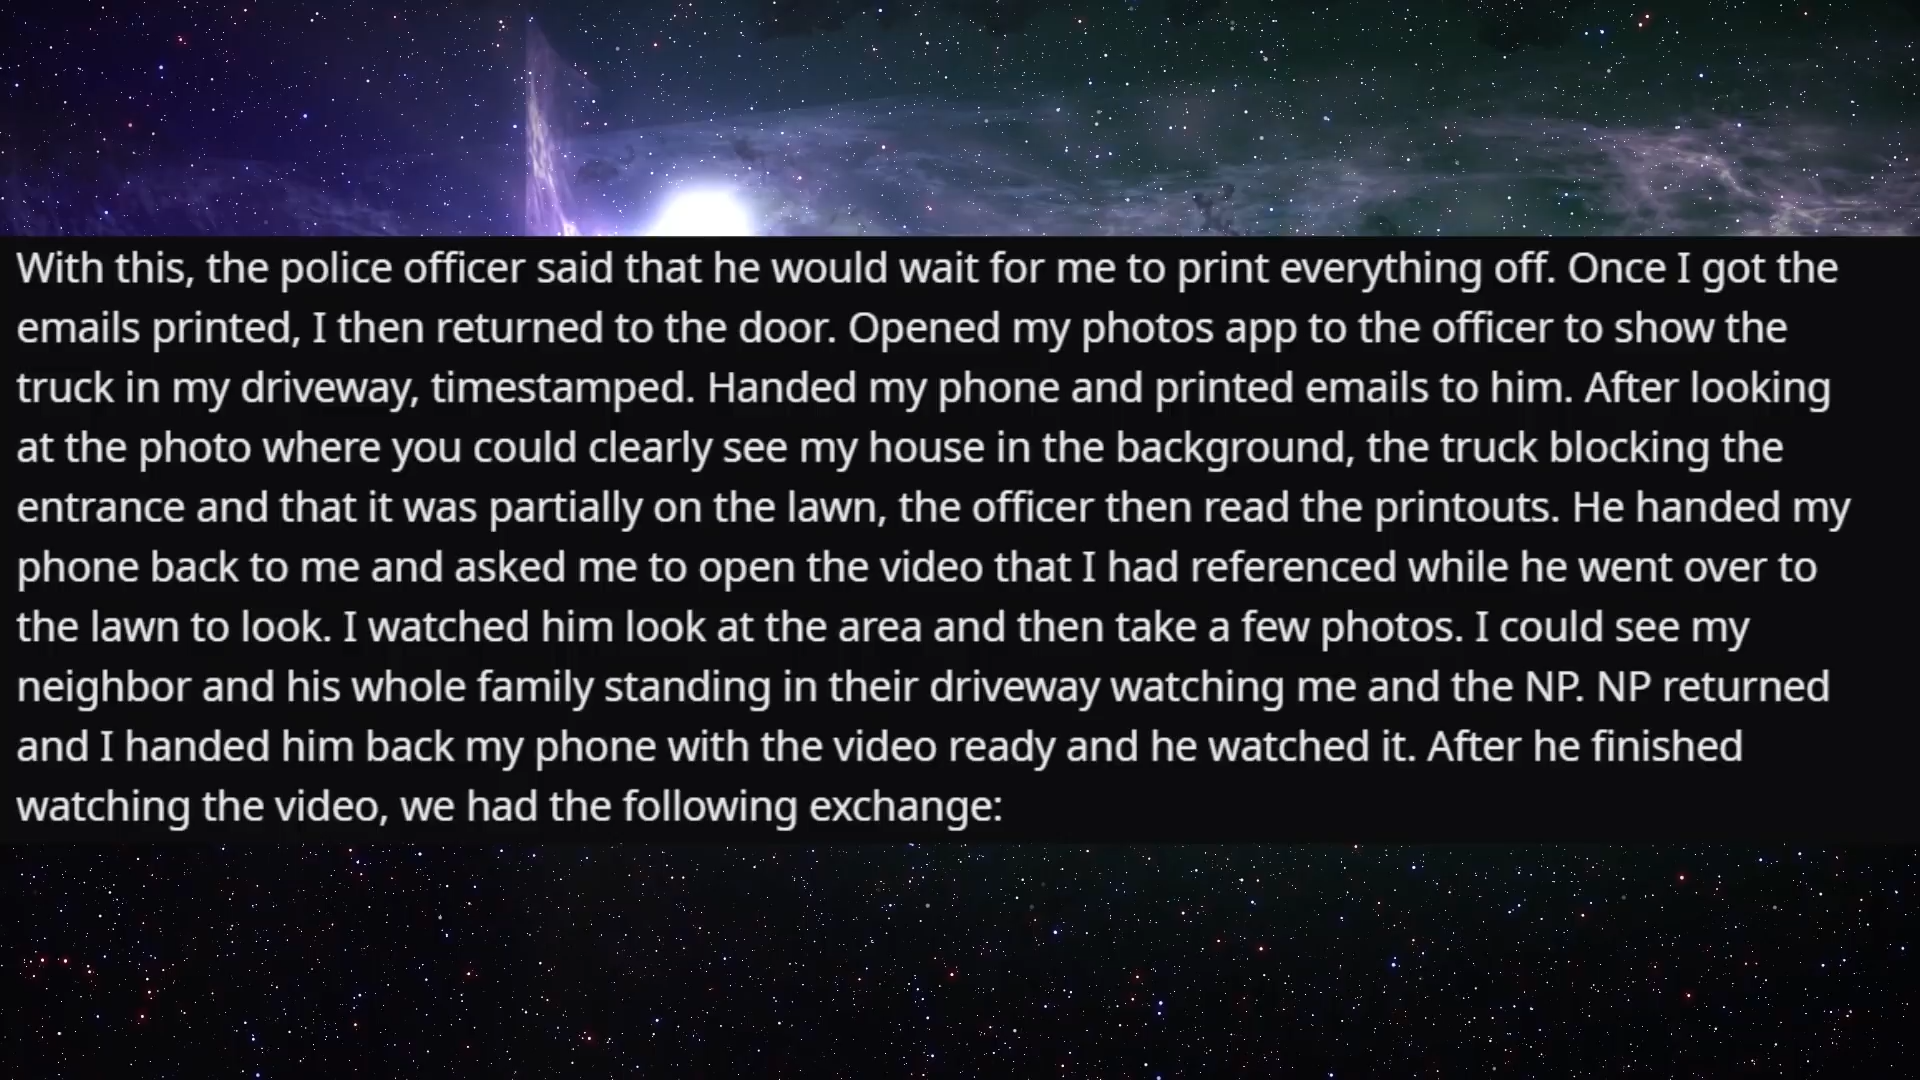 With this, the police officer said that he would wait for me to print everything off. Once I got the
emails printed, I then returned to the door. Opened my photos app to the officer to show the
truck in my driveway, timestamped. Handed my phone and printed emails to him. After looking
at the photo where you could clearly see my house in the background, the truck blocking the
entrance and that it was partially on the lawn, the officer then read the printouts. He handed my
phone back to me and asked me to open the video that I had referenced while he went over to
the lawn to look. I watched him look at the area and then take a few photos. I could see my
neighbor and his whole family standing in their driveway watching me and the NP. NP returned
and I handed him back my phone with the video ready and he watched it. After he finished
watching the video, we had the following exchange: